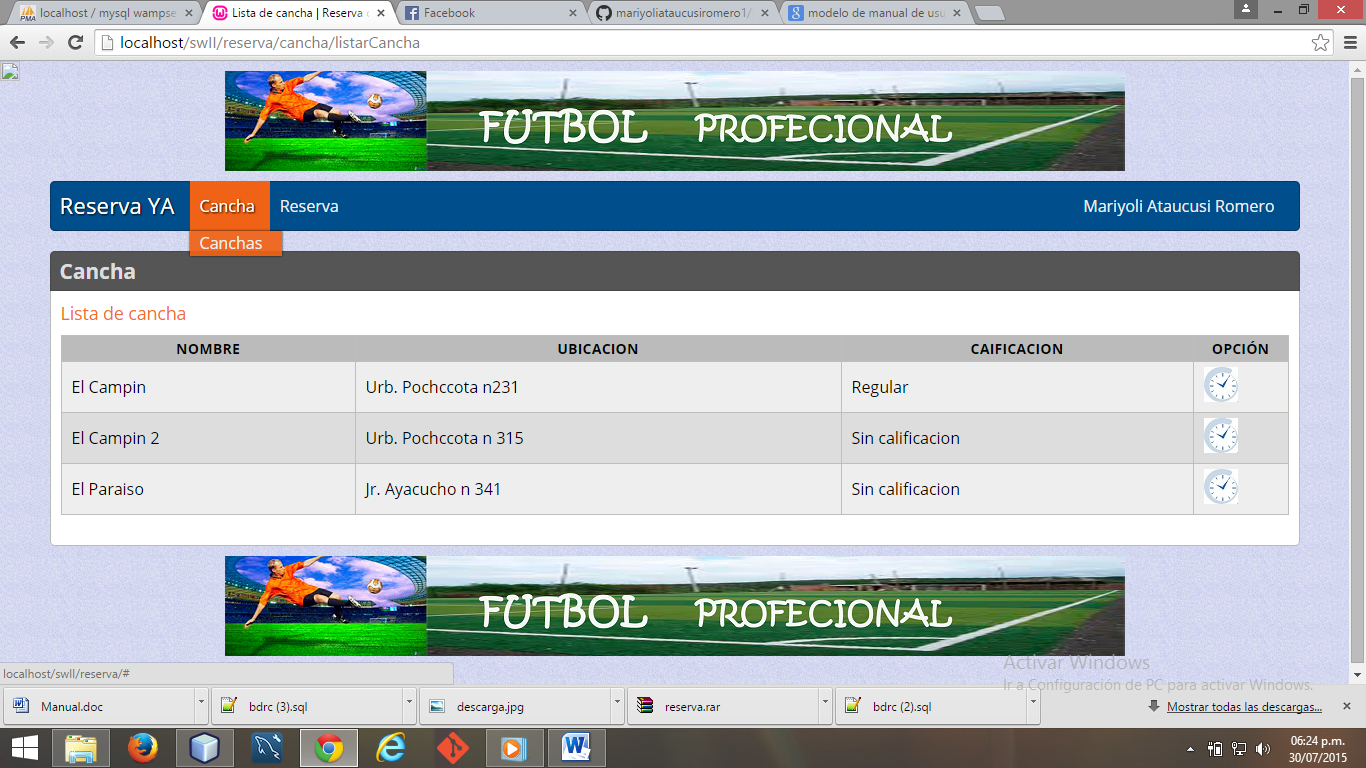 localhost / mysql wampse
Lista de cancha | Reserva
Facebook
mariyoliataucusiromero1/
modelo de manual de usu
localhost/swII/reserva/cancha/listarCancha
FUTBOL PROFECIONAL
Reserva YA
Cancha
Reserva
Mariyoli Ataucusi Romero
Canchas
Cancha
Lista de cancha
NOMBRE UBICACION CAIFICACION OPCIÓN
El Campin Urb. Pochccota n231 Regular
El Campin 2 Urb. Pochccota n 315 Sin calificacion
El Paraiso Jr. Ayacucho n 341 Sin calificacion
FUTBOL PROFECIONAL
localhost/swII/reserva/#
Activar Windows
Ir a Configuración de PC para activar Windows.
Manual.doc
bdrc (3).sql
descarga.jpg
reserva.rar
bdrc (2).sql
Mostrar todas las descargas...
06:24 p.m.
30/07/2015